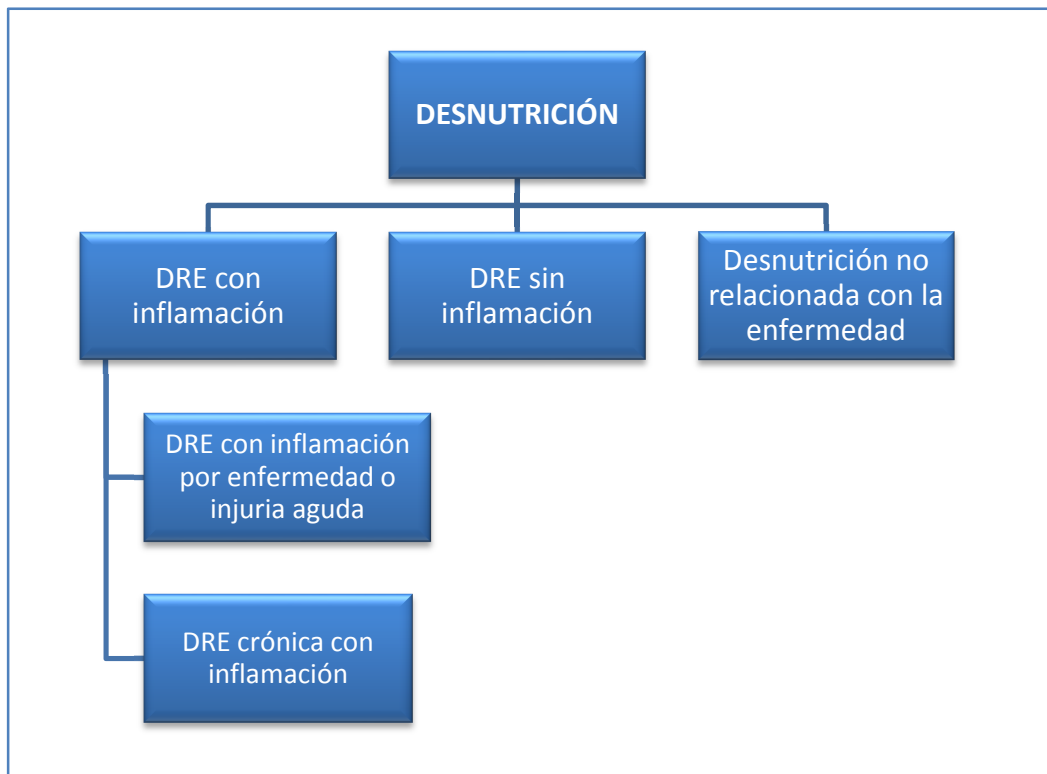 DESNUTRICIÓN
DRE con
inflamación
DRE sin
inflamación
Desnutrición no
relacionada con la
enfermedad
DRE con inflamación
por enfermedad o
injuria aguda
DRE crónica con
inflamación